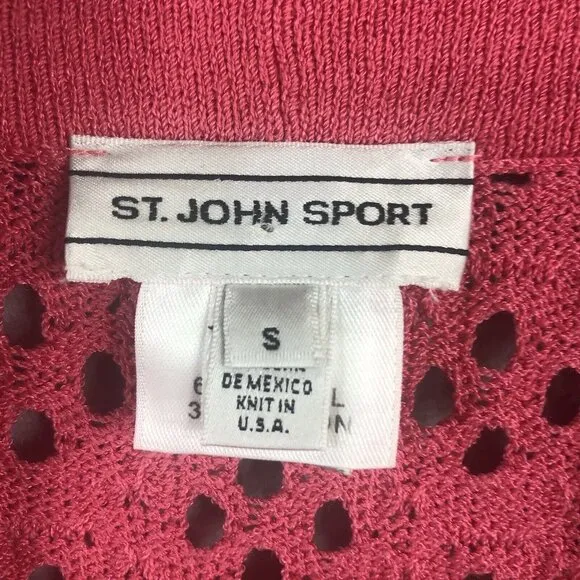 ST. JOHN SPORT
S
DE MEXICO
KNIT IN
U.S.A.